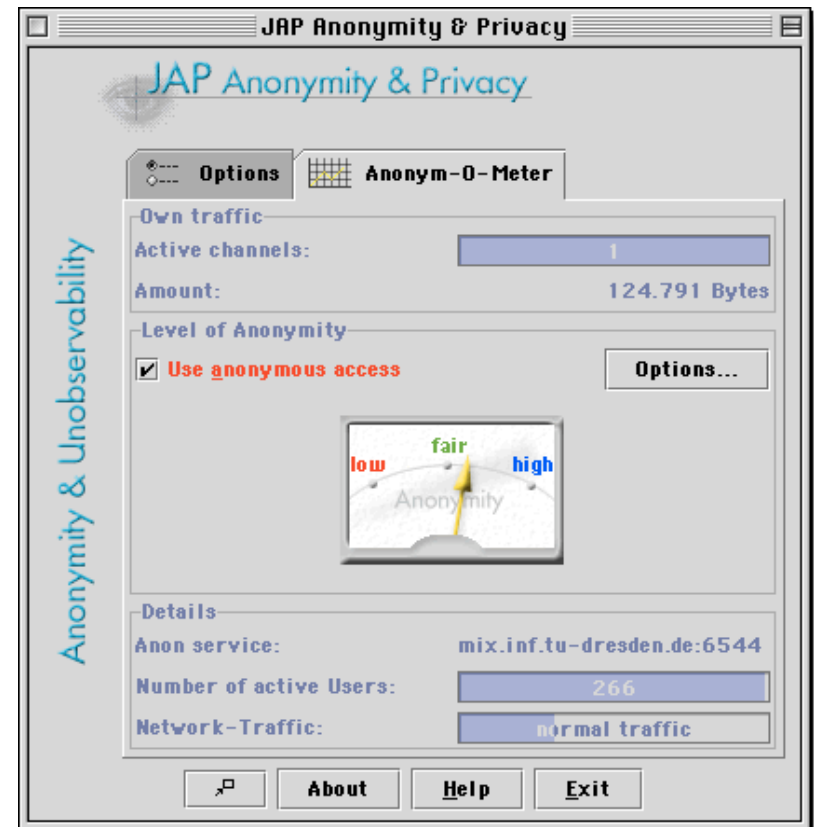 JAP Anonymity & Privacy
JAP Anonymity & Privacy
Options
Anonym-O-Meter
Anonymity & Unobservability
Own traffic
Active channels: 1
Amount: 124.791 Bytes
Level of Anonymity
Use anonymous access Options...
fair
low high
Anonymity
Details
Anon service: mix.inf.tu-dresden.de:6544
Number of active Users: 266
Network-Traffic: normal traffic
About Help Exit